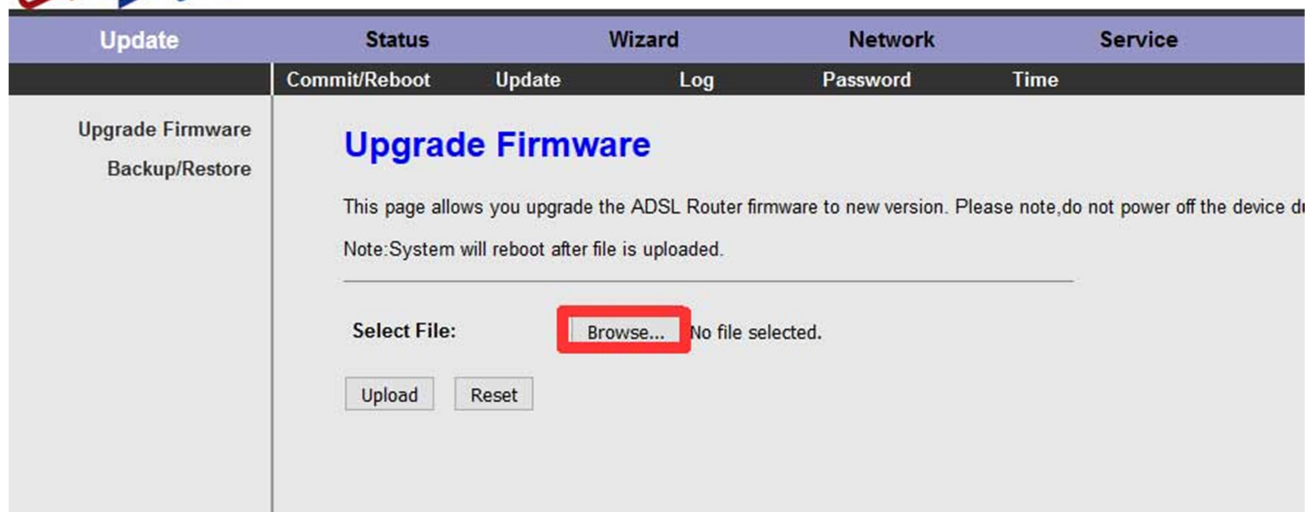 Update Status Wizard Network Service
Commit/Reboot Update Log Password Time
Upgrade Firmware
Backup/Restore
Upgrade Firmware
This page allows you upgrade the ADSL Router firmware to new version. Please note,do not power off the device
Note:System will reboot after file is uploaded.
Select File: Browse... No file selected.
Upload Reset